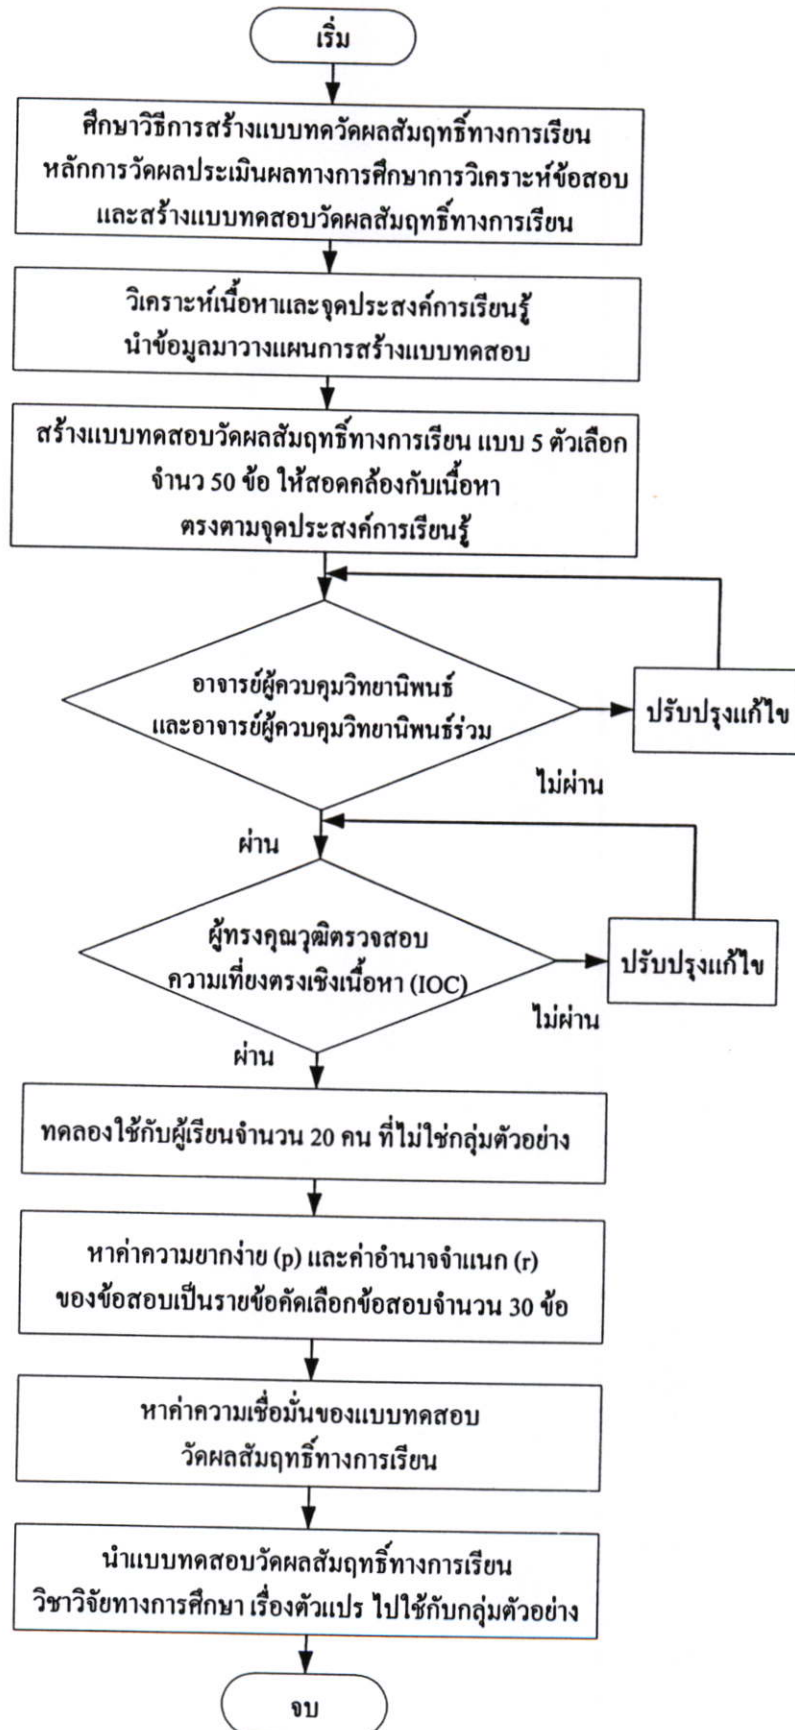 เริ่ม
ศึกษาวิธีการสร้างแบบทดวัดผลสัมฤทธิ์ทางการเรียน
หลักการวัดผลประเมินผลทางการศึกษาการวิเคราะห์ข้อสอบ
และสร้างแบบทดสอบวัดผลสัมฤทธิ์ทางการเรียน
วิเคราะห์เนื้อหาและจุดประสงค์การเรียนรู้
นำข้อมูลมาวางแผนการสร้างแบบทดสอบ
สร้างแบบทดสอบวัดผลสัมฤทธิ์ทางการเรียน แบบ 5 ตัวเลือก
จำนว 50 ข้อ ให้สอดคล้องกับเนื้อหา
ตรงตามจุดประสงค์การเรียนรู้
อาจารย์ผู้ควบคุมวิทยานิพนธ์
และอาจารย์ผู้ควบคุมวิทยานิพนธ์ร่วม
ปรับปรุงแก้ไข
ไม่ผ่าน
ผ่าน
ผู้ทรงคุณวุฒิตรวจสอบ
ความเที่ยงตรงเชิงเนื้อหา (IOC)
ปรับปรุงแก้ไข
ไม่ผ่าน
ผ่าน
ทดลองใช้กับผู้เรียนจำนวน 20 คน ที่ไม่ใช่กลุ่มตัวอย่าง
หาค่าความยากง่าย (p) และค่าอำนาจจำแนก (r)
ของข้อสอบเป็นรายข้อคัดเลือกข้อสอบจำนวน 30 ข้อ
หาค่าความเชื่อมั่นของแบบทดสอบ
วัดผลสัมฤทธิ์ทางการเรียน
นำแบบทดสอบวัดผลสัมฤทธิ์ทางการเรียน
วิชาวิจัยทางการศึกษา เรื่องตัวแปร ไปใช้กับกลุ่มตัวอย่าง
จบ